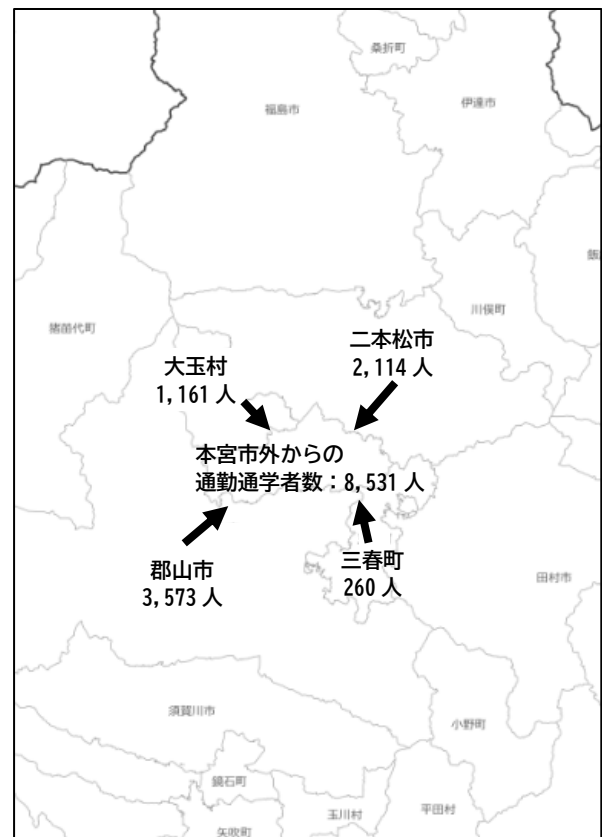 桑折町
伊達市
福島市
飯
川俣町
猪苗代町
二本松市
2,114 人
大玉村
1,161 人
本宮市外からの
通勤通学者数：8,531 人
郡山市
3,573 人
三春町
260 人
田村市
須賀川市
小野町
鏡石町
玉川村
平田村
矢吹町